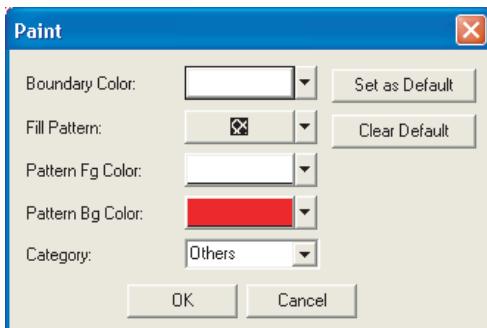 Paint
Boundary Color:
Set as Default
Fill Pattern:
Clear Default
Pattern Fg Color:
Pattern Bg Color:
Category:
Others
OK
Cancel